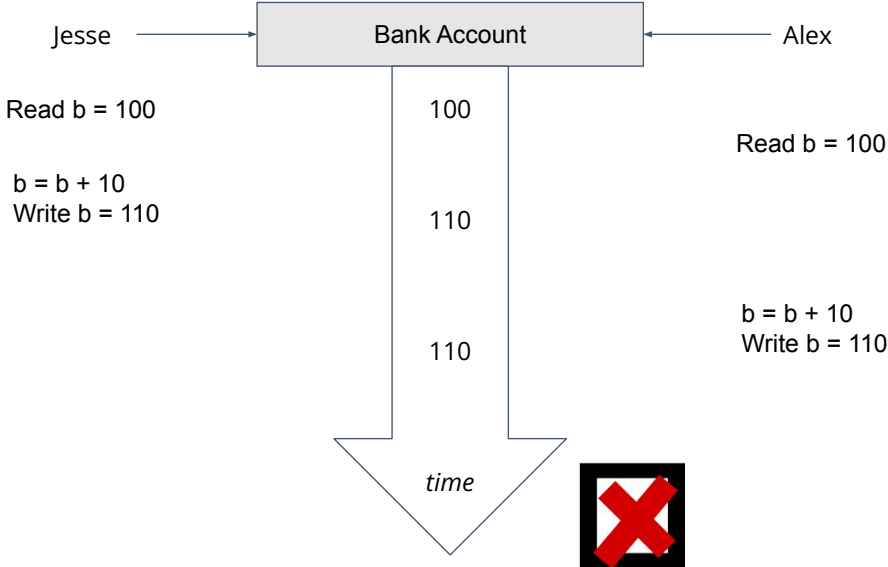 Jesse
Bank Account
Alex
Read b = 100
100
Read b = 100
b = b + 10
Write b = 110
110
b = b + 10
Write b = 110
110
time